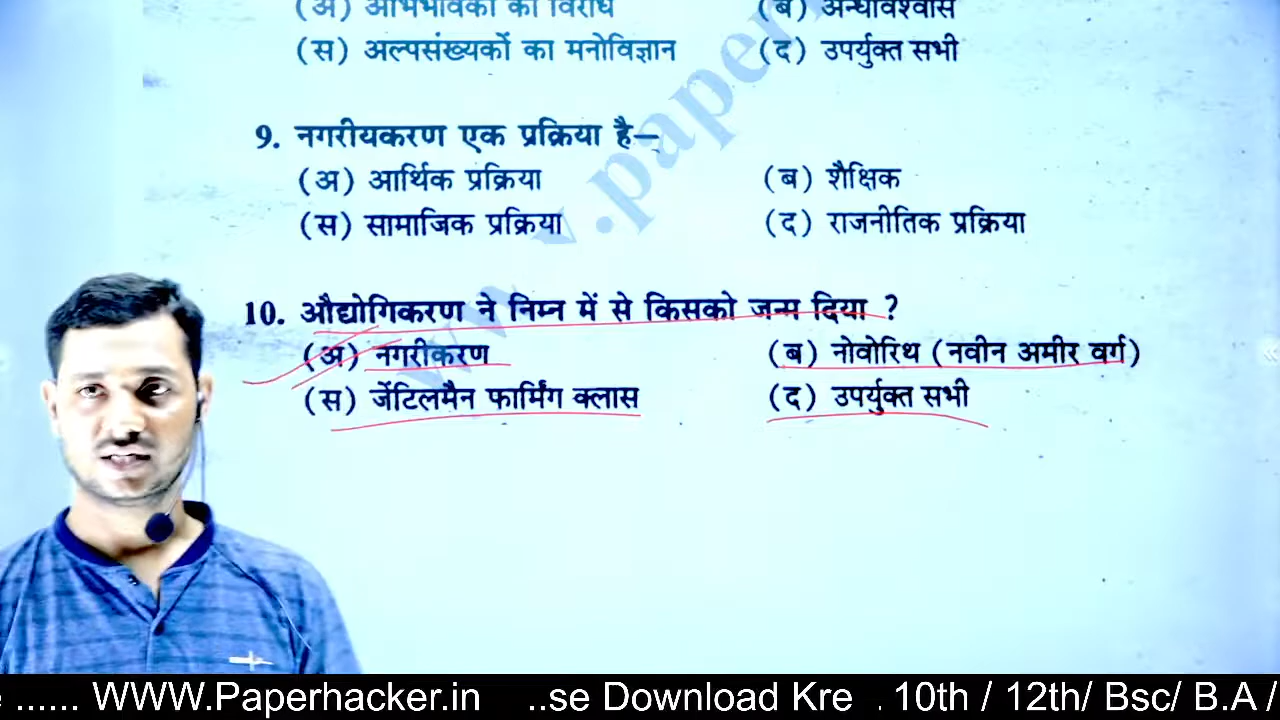 (अ) अभिभावकों का विरोध (ब) अन्धविश्वास
(स) अल्पसंख्यकों का मनोविज्ञान (द) उपर्युक्त सभी
9. नगरीयकरण एक प्रक्रिया है—
(अ) आर्थिक प्रक्रिया (ब) शैक्षिक
(स) सामाजिक प्रक्रिया (द) राजनीतिक प्रक्रिया
10. औद्योगिकरण ने निम्न में से किसको जन्म दिया ?
(अ) नगरीकरण (ब) नोवोरिथ (नवीन अमीर वर्ग)
(स) जेंटिलमैन फार्मिंग क्लास (द) उपर्युक्त सभी
www.paper
...... WWW.Paperhacker.in ..se Download Kre . 10th / 12th/ Bsc/ B.A /